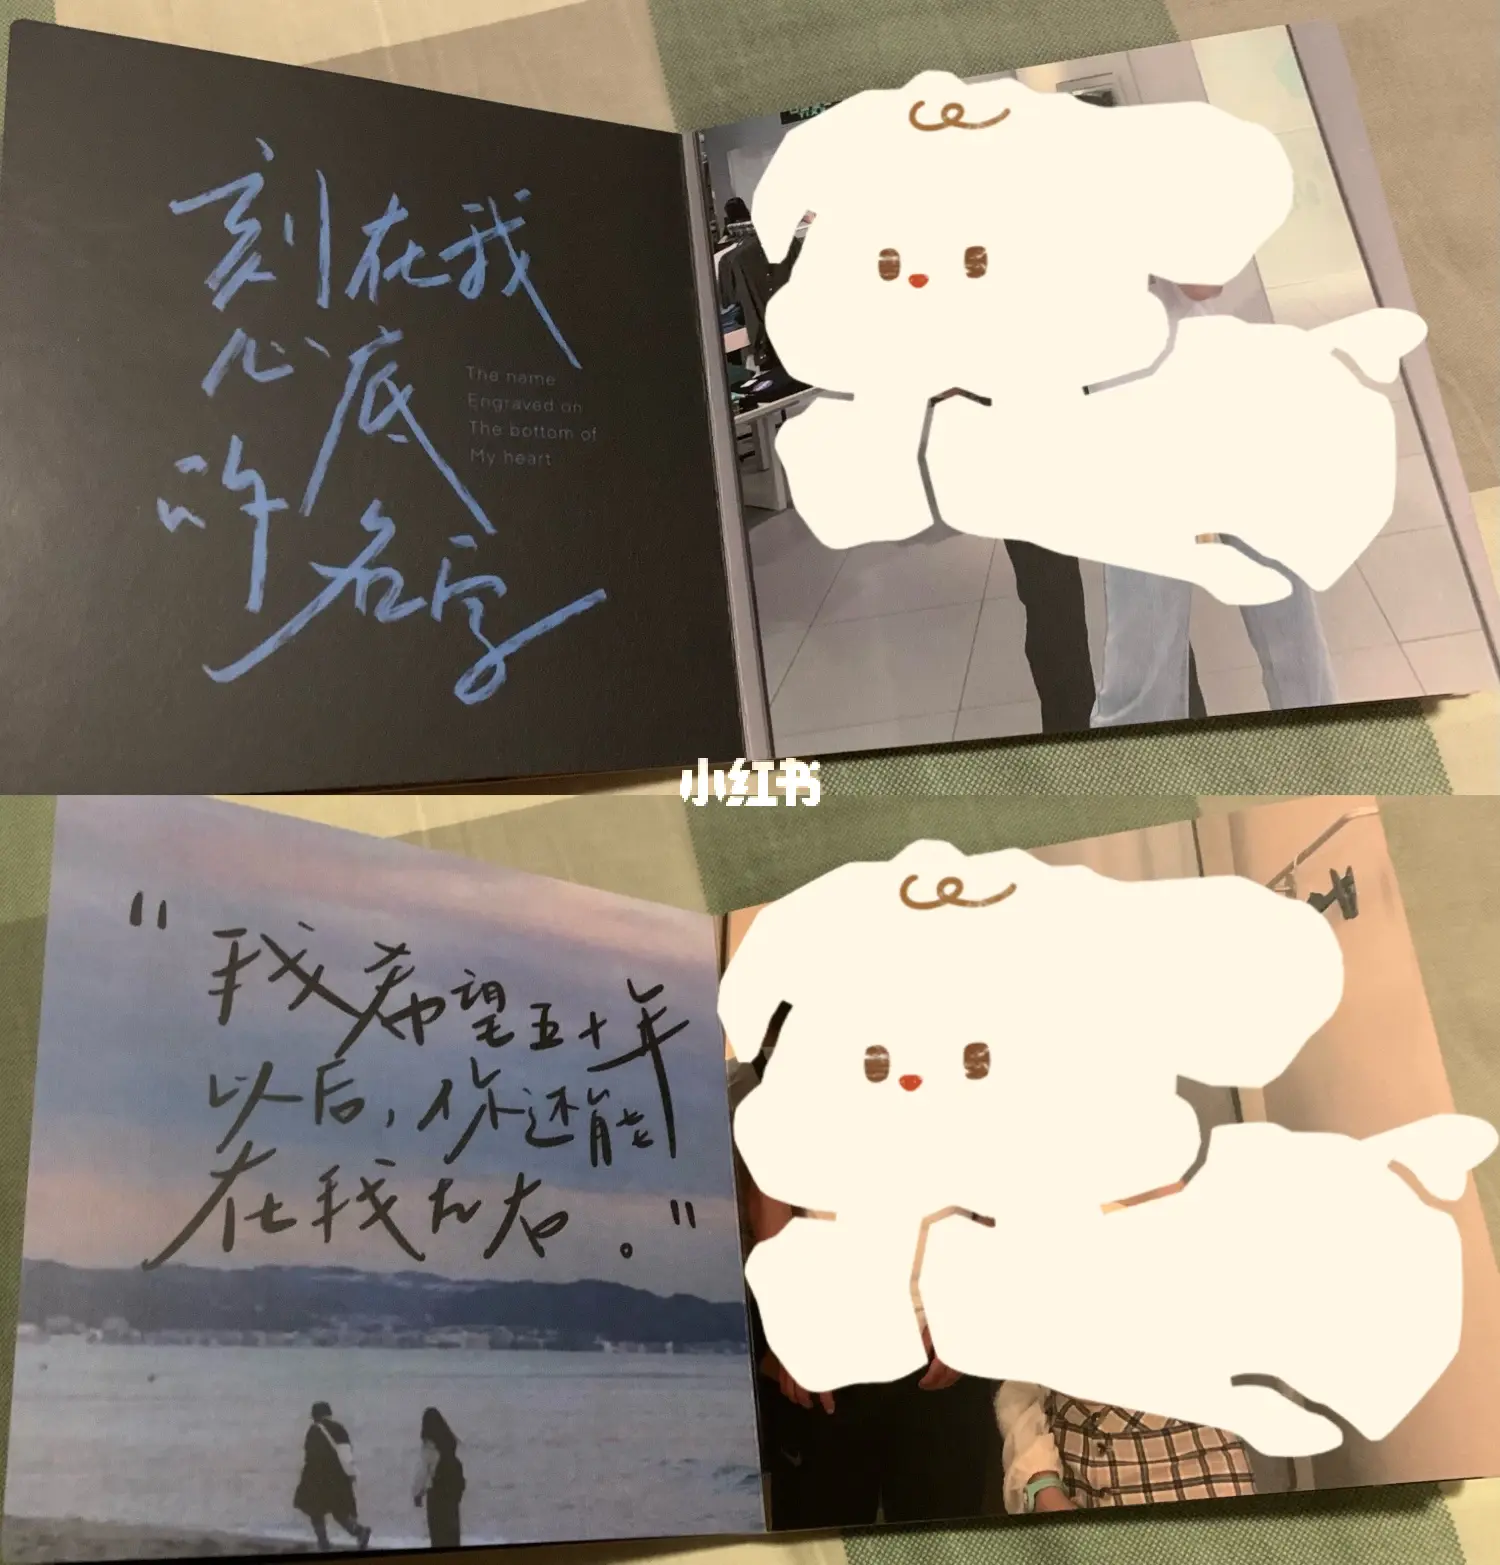 刻在我
心底
的名字
The name
Engraved on
The bottom of
My heart
小红书
"我希望五十年
以后，你还能
在我左右。"